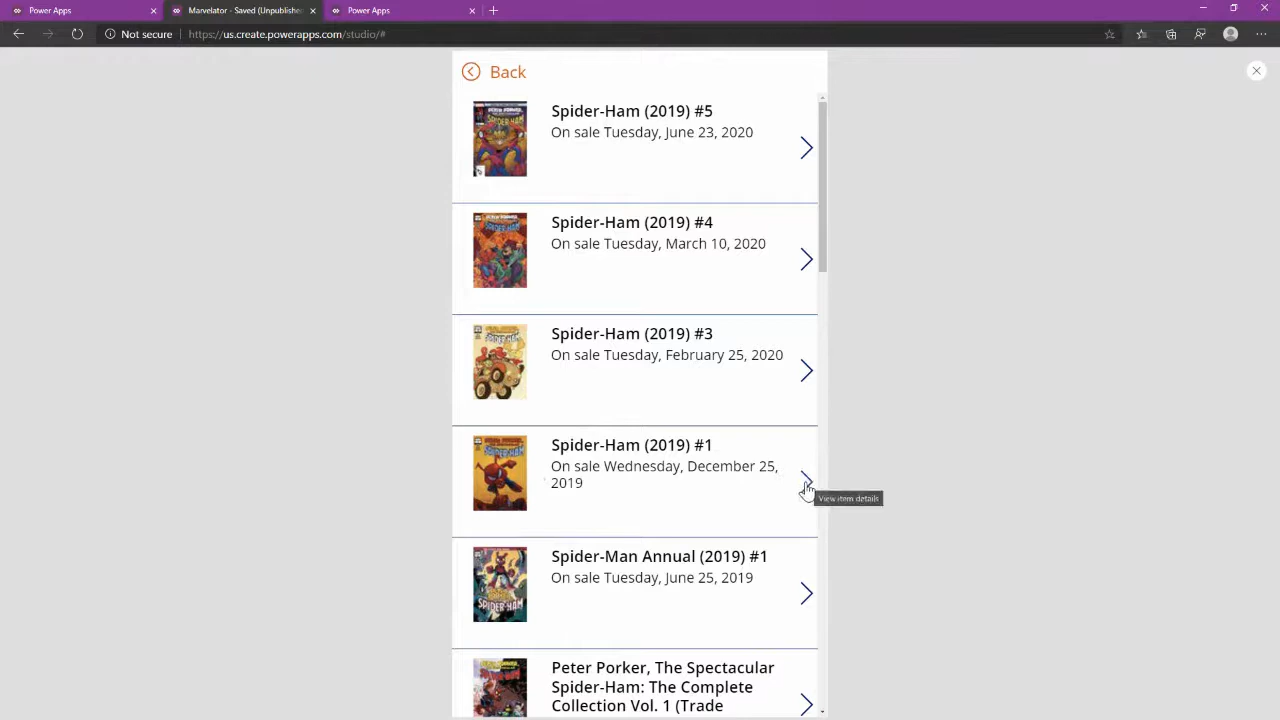 Power Apps
Marvelator - Saved (Unpublishe
Power Apps
Not secure
https://us.create.powerapps.com/studio/#
Back
Spider-Ham (2019) #5
On sale Tuesday, June 23, 2020
Spider-Ham (2019) #4
On sale Tuesday, March 10, 2020
Spider-Ham (2019) #3
On sale Tuesday, February 25, 2020
Spider-Ham (2019) #1
On sale Wednesday, December 25,
2019
View item details
Spider-Man Annual (2019) #1
On sale Tuesday, June 25, 2019
SPIDER-HAM
Peter Porker, The Spectacular
Spider-Ham: The Complete
Collection Vol. 1 (Trade